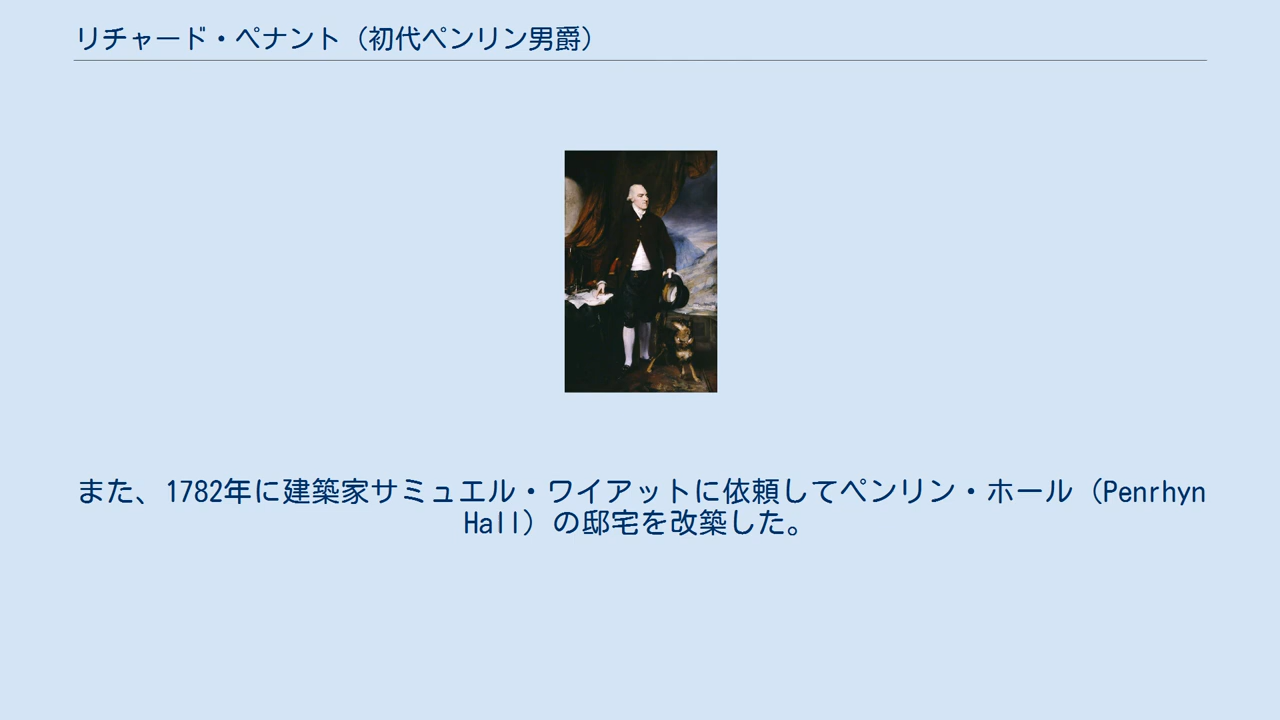 リチャード・ペナント（初代ペンリン男爵）
また、1782年に建築家サミュエル・ワイアットに依頼してペンリン・ホール（Penrhyn
Hall）の邸宅を改築した。